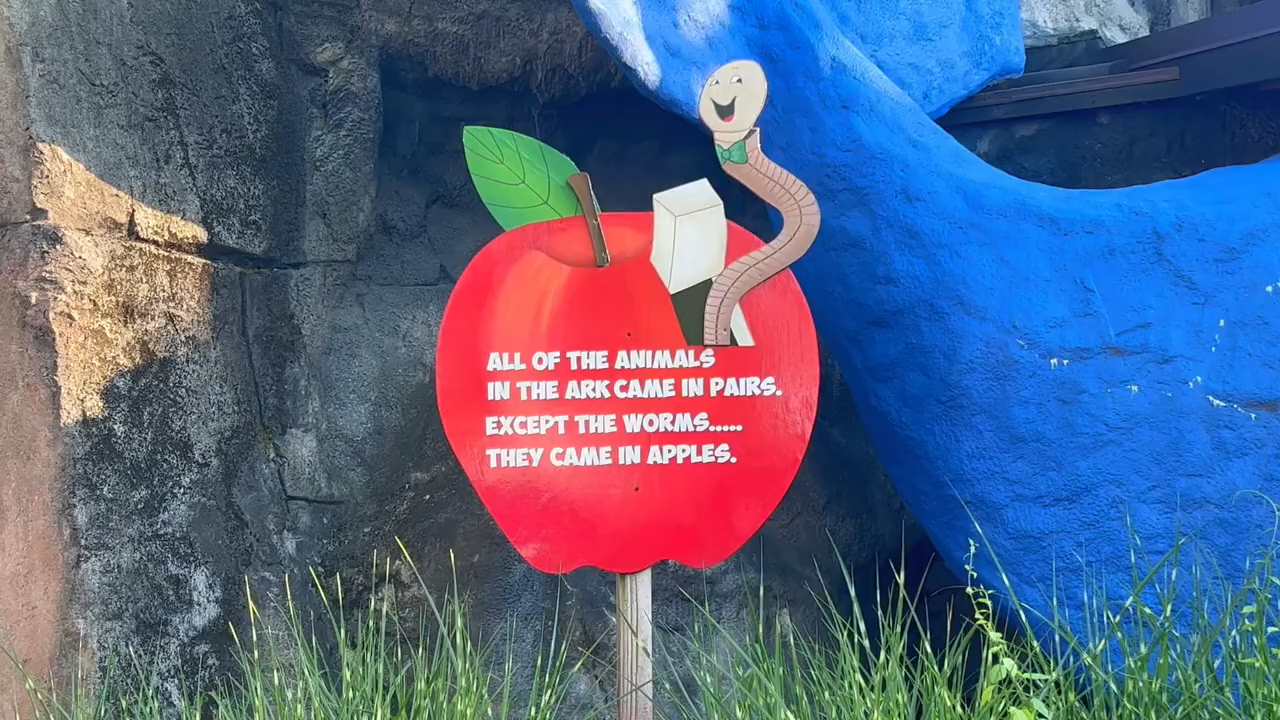 ALL OF THE ANIMALS
IN THE ARK CAME IN PAIRS.
EXCEPT THE WORMS.....
THEY CAME IN APPLES.